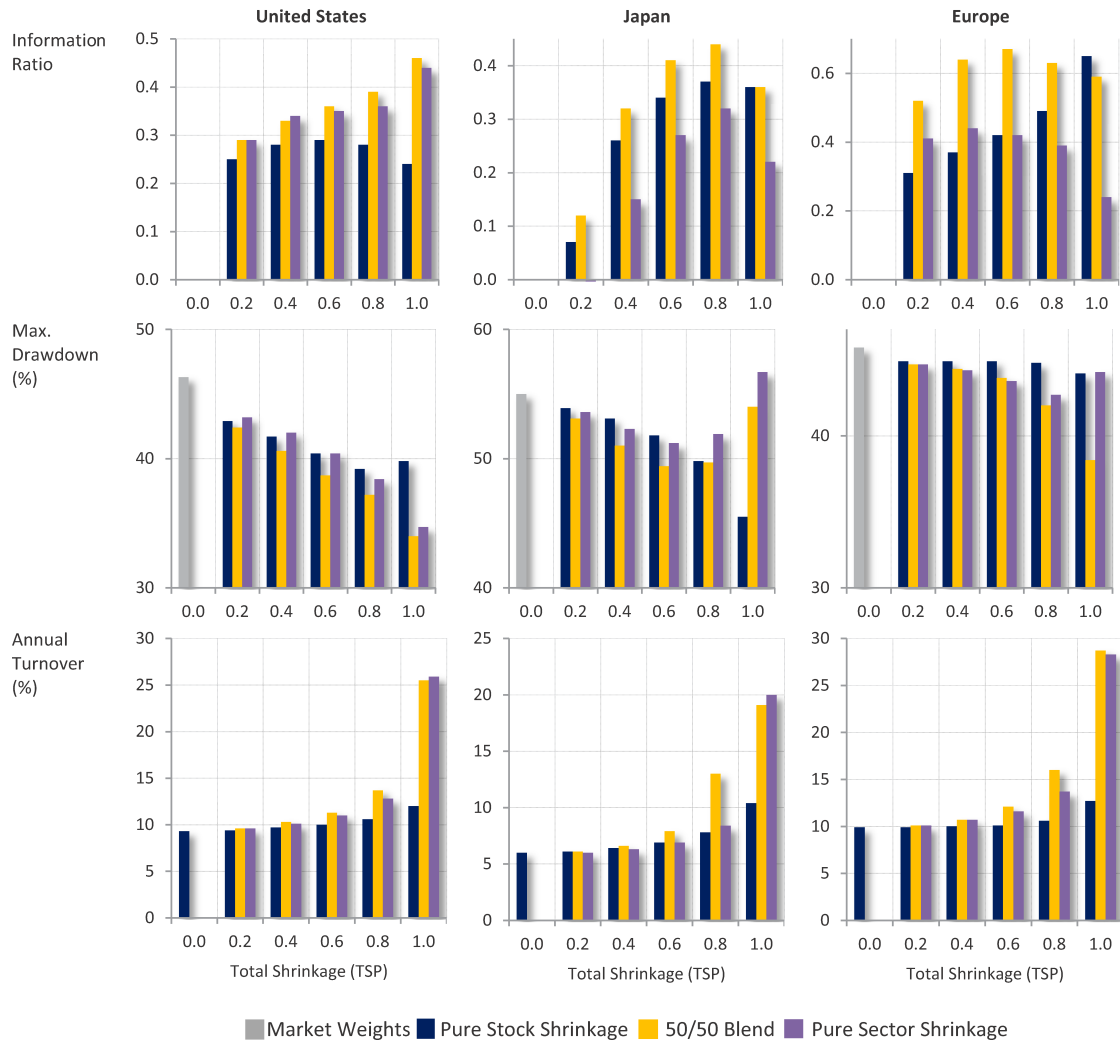 United States
Japan
Europe
Information
Ratio
0.5
0.4
0.3
0.2
0.1
0.0
0.0 0.2 0.4 0.6 0.8 1.0
0.4
0.3
0.2
0.1
0.0
0.0 0.2 0.4 0.6 0.8 1.0
0.6
0.4
0.2
0.0
0.0 0.2 0.4 0.6 0.8 1.0
Max.
Drawdown
(%)
50
40
30
0.0 0.2 0.4 0.6 0.8 1.0
60
50
40
0.0 0.2 0.4 0.6 0.8 1.0
40
30
0.0 0.2 0.4 0.6 0.8 1.0
Annual
Turnover
(%)
30
25
20
15
10
5
0
0.0 0.2 0.4 0.6 0.8 1.0
Total Shrinkage (TSP)
25
20
15
10
5
0
0.0 0.2 0.4 0.6 0.8 1.0
Total Shrinkage (TSP)
30
25
20
15
10
5
0
0.0 0.2 0.4 0.6 0.8 1.0
Total Shrinkage (TSP)
Market Weights Pure Stock Shrinkage 50/50 Blend Pure Sector Shrinkage